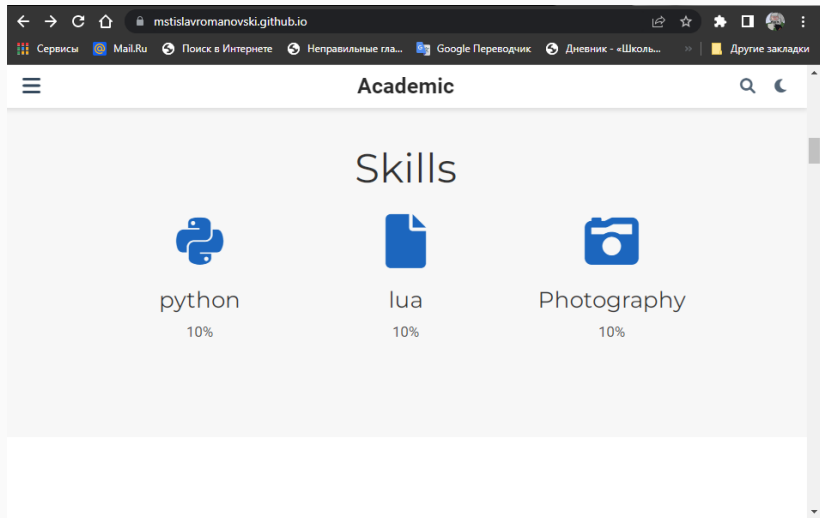 mstislavromanovski.github.io
Сервисы Mail.Ru Поиск в Интернете Неправильные гла... Google Переводчик Дневник - «Школь... » Другие закладки
Academic
Skills
python lua Photography
10% 10% 10%